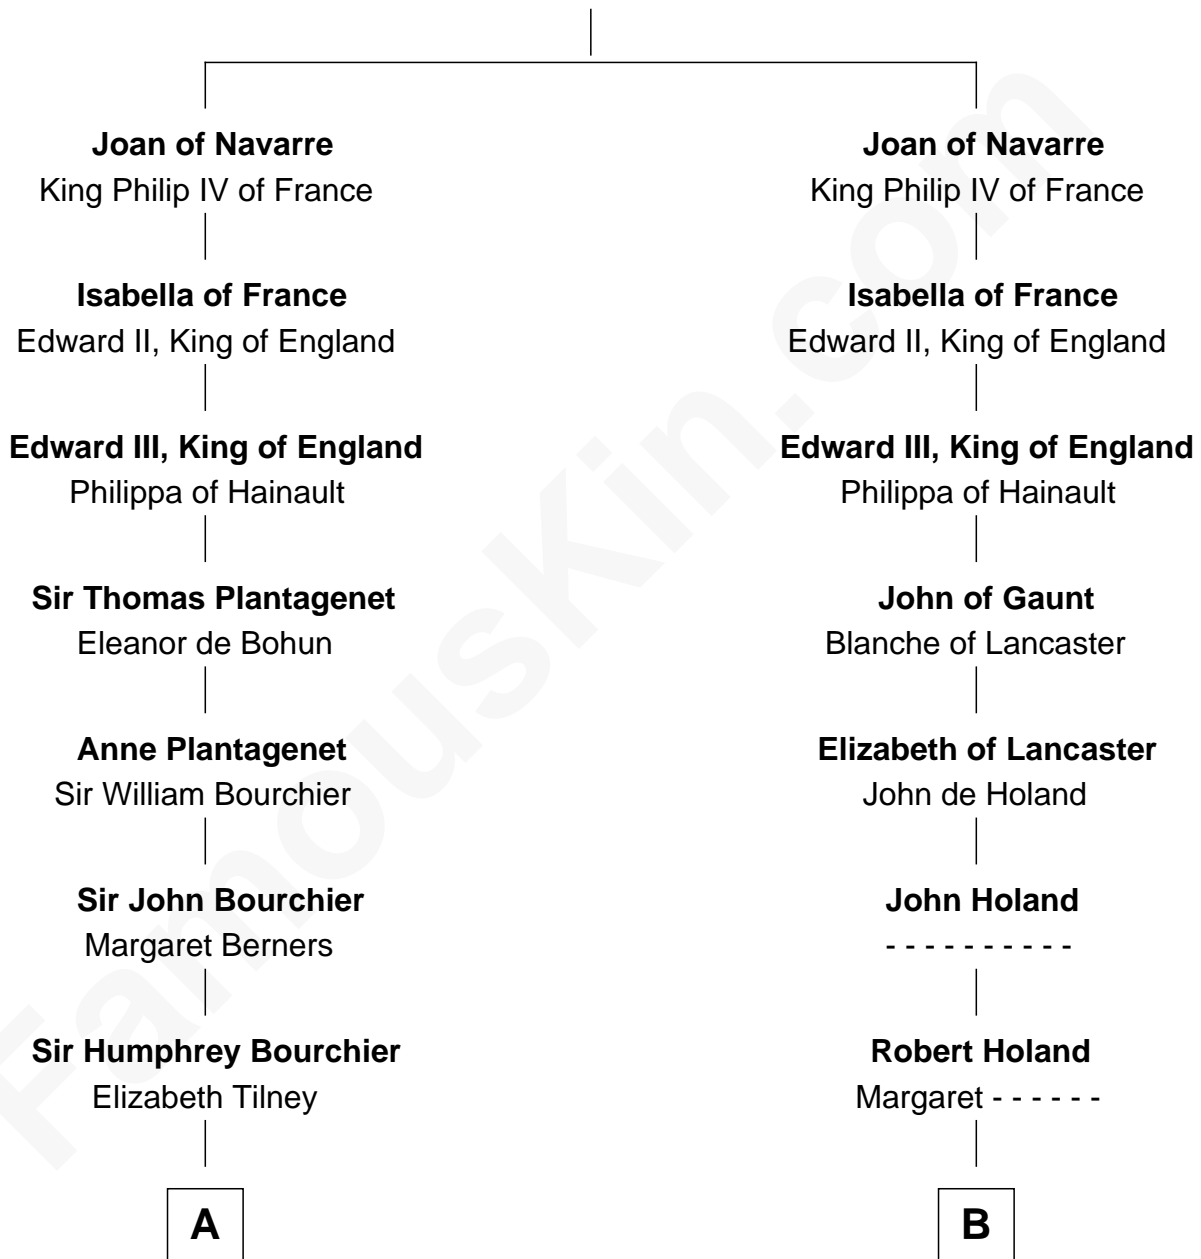 Joan of Navarre
King Philip IV of France
Isabella of France
Edward II, King of England
Edward III, King of England
Philippa of Hainault
Sir Thomas Plantagenet
Eleanor de Bohun
Anne Plantagenet
Sir William Bourchier
Sir John Bourchier
Margaret Berners
Sir Humphrey Bourchier
Elizabeth Tilney
A
Joan of Navarre
King Philip IV of France
Isabella of France
Edward II, King of England
Edward III, King of England
Philippa of Hainault
John of Gaunt
Blanche of Lancaster
Elizabeth of Lancaster
John de Holand
John Holand
- - - - - - - - - -
Robert Holand
Margaret - - - - - -
B
FamousKin.com